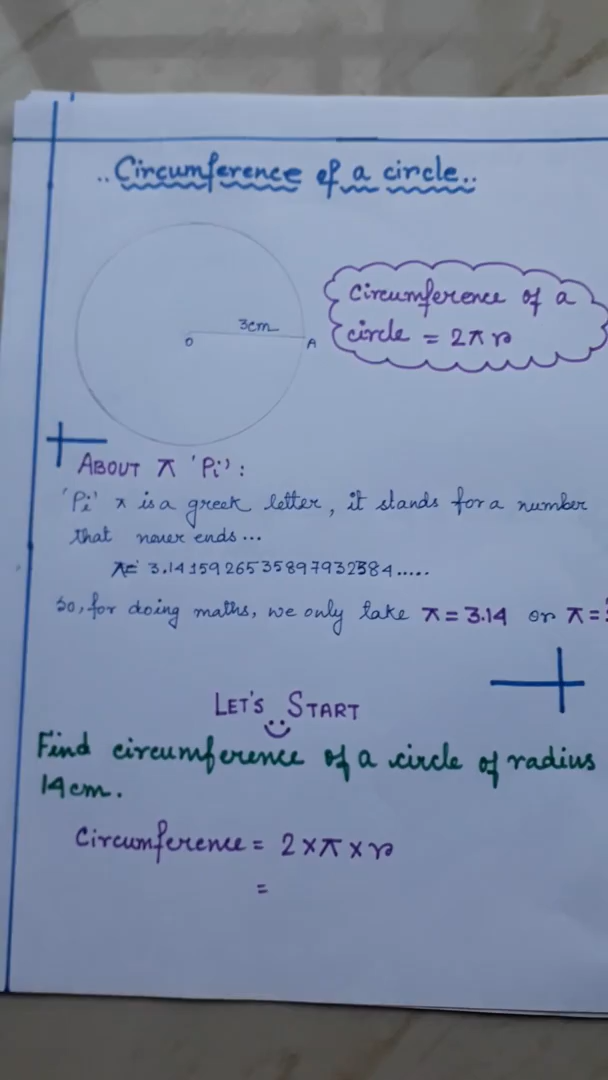 ..Circumference of a circle..
3cm
O
A
Circumference of a
circle = 2πr
ABOUT π 'Pi' :
'Pi' π is a greek letter, it stands for a number
that never ends...
π= 3.14159265358979323 84.....
So, for doing maths, we only take π = 3.14 or π =
LET'S START
Find circumference of a circle of radius
14cm.
Circumference = 2 × π × r
=